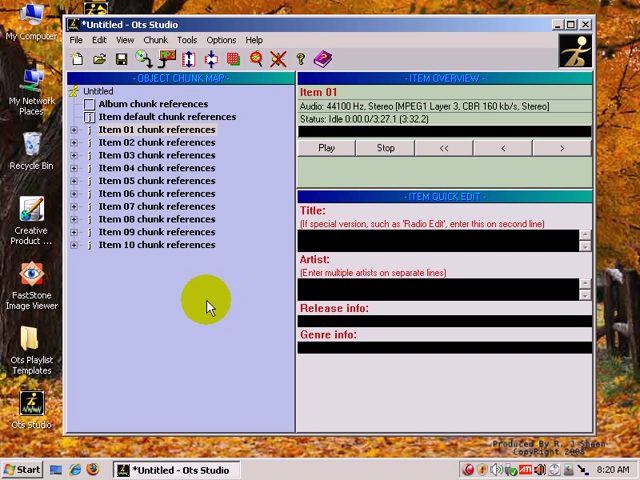 My Computer
My Network
Places
Recycle Bin
Creative
Product ...
FastStone
Image Viewer
Ots Playlist
Templates
Ots Studio
*Untitled - Ots Studio
File Edit View Chunk Tools Options Help
- OBJECT CHUNK MAP -
Untitled
Album chunk references
Item default chunk references
Item 01 chunk references
Item 02 chunk references
Item 03 chunk references
Item 04 chunk references
Item 05 chunk references
Item 06 chunk references
Item 07 chunk references
Item 08 chunk references
Item 09 chunk references
Item 10 chunk references
- ITEM OVERVIEW -
Item 01
Audio: 44100 Hz, Stereo [MPEG1 Layer 3, CBR 160 kb/s, Stereo]
Status: Idle 0:00.0/3:27.1 (3:32.2)
Play Stop << < >
- ITEM QUICK EDIT -
Title:
(If special version, such as 'Radio Edit', enter this on second line)
Artist:
(Enter multiple artists on separate lines)
Release info:
Genre info:
Produced By R. J Sheen
CopyRight 2008
Start
*Untitled - Ots Studio
ATI
8:20 AM